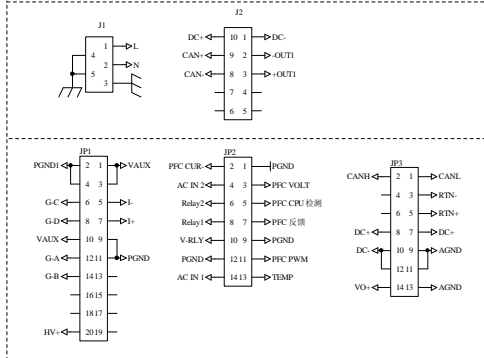 J1
1 L
4
2 N
5
3
J2
DC+ 10 1 DC-
CAN+ 9 2 -OUT1
CAN- 8 3 +OUT1
7 4
6 5
JP1
PGND1 2 1 VAUX
4 3
G-C 6 5 I-
G-D 8 7 I+
VAUX 10 9
G-A 12 11 PGND
G-B 14 13
16 15
18 17
HV+ 20 19
JP2
PFC CUR- 2 1 PGND
AC IN 2 4 3 PFC VOLT
Relay2 6 5 PFC CPU 检测
Relay1 8 7 PFC 反馈
V-RLY 10 9 PGND
PGND 12 11 PFC PWM
AC IN 1 14 13 TEMP
JP3
CANH 2 1 CANL
4 3 RTN-
6 5 RTN+
DC+ 8 7 DC+
DC- 10 9 AGND
12 11
VO+ 14 13 AGND